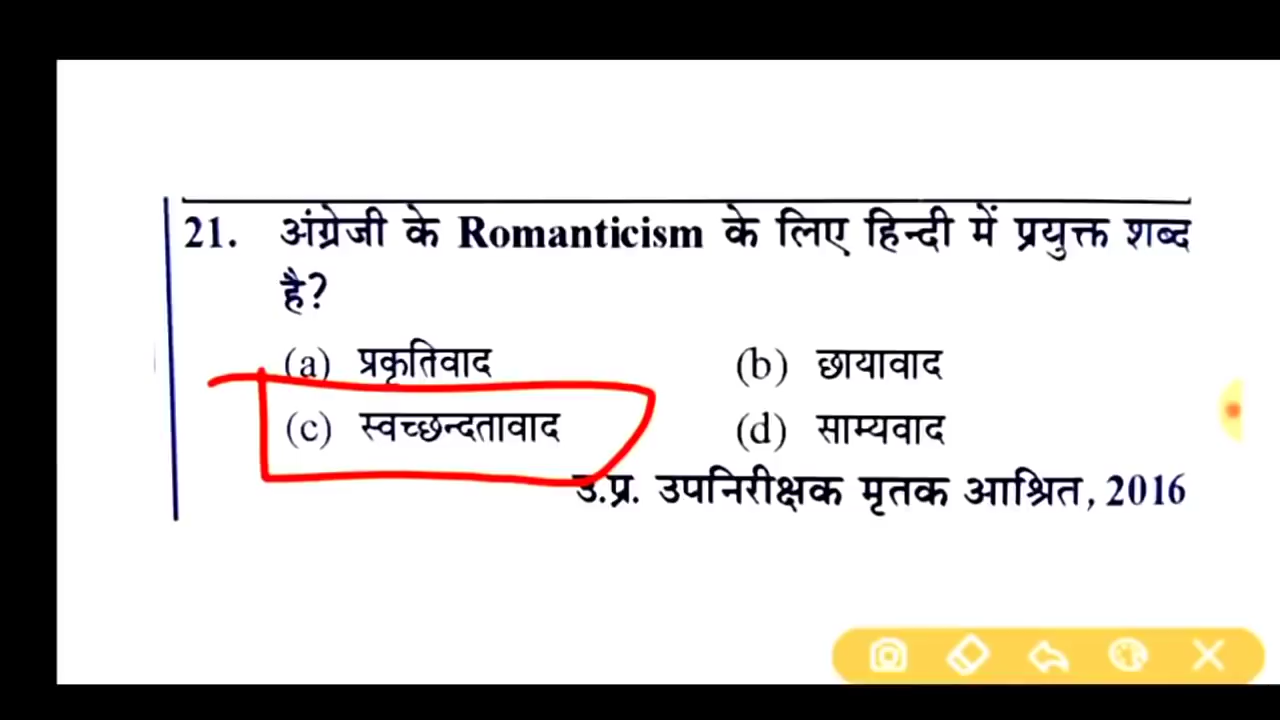 21. अंग्रेजी के Romanticism के लिए हिन्दी में प्रयुक्त शब्द
है?
(a) प्रकृतिवाद (b) छायावाद
(c) स्वच्छन्दतावाद (d) साम्यवाद
उ.प्र. उपनिरीक्षक मृतक आश्रित, 2016